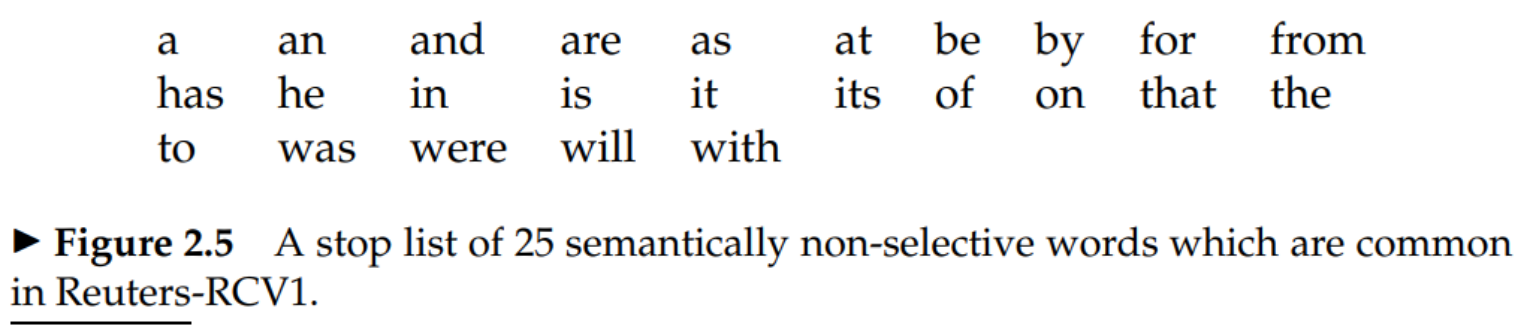 a an and are as at be by for from
has he in is it its of on that the
to was were will with
► Figure 2.5 A stop list of 25 semantically non-selective words which are common
in Reuters-RCV1.